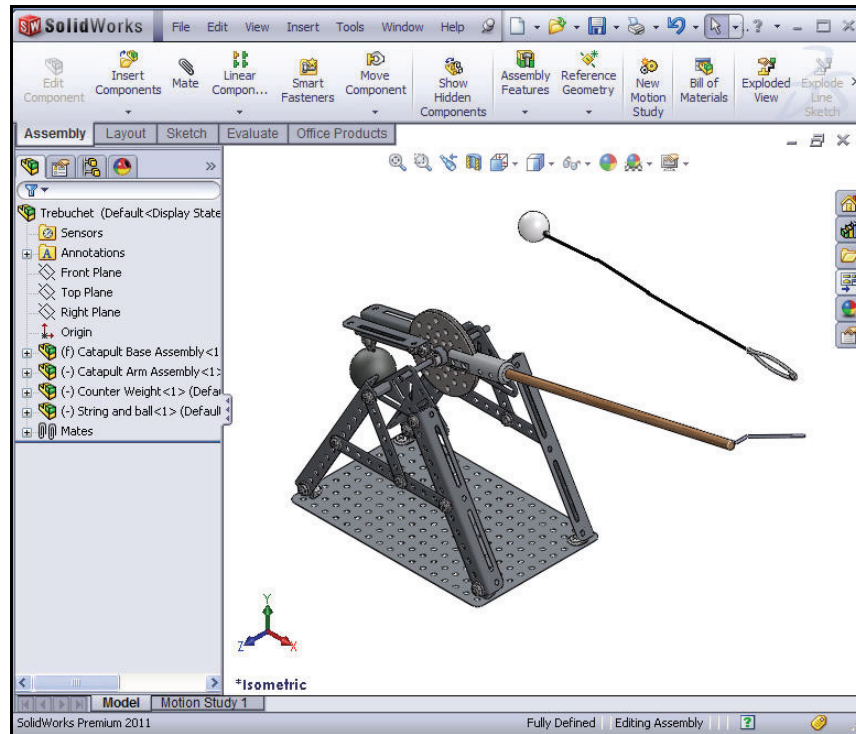 SolidWorks File Edit View Insert Tools Window Help
Edit Component
Insert Components
Mate
Linear Compon...
Smart Fasteners
Move Component
Show Hidden Components
Assembly Features
Reference Geometry
New Motion Study
Bill of Materials
Exploded View
Explode Line Sketch
Assembly Layout Sketch Evaluate Office Products
Trebuchet (Default<Display State
Sensors
Annotations
Front Plane
Top Plane
Right Plane
Origin
(f) Catapult Base Assembly<1
(-) Catapult Arm Assembly<1>
(-) Counter Weight<1> (Defau
(-) String and ball<1> (Default
Mates
Y
Z X
*Isometric
Model Motion Study 1
SolidWorks Premium 2011 Fully Defined Editing Assembly